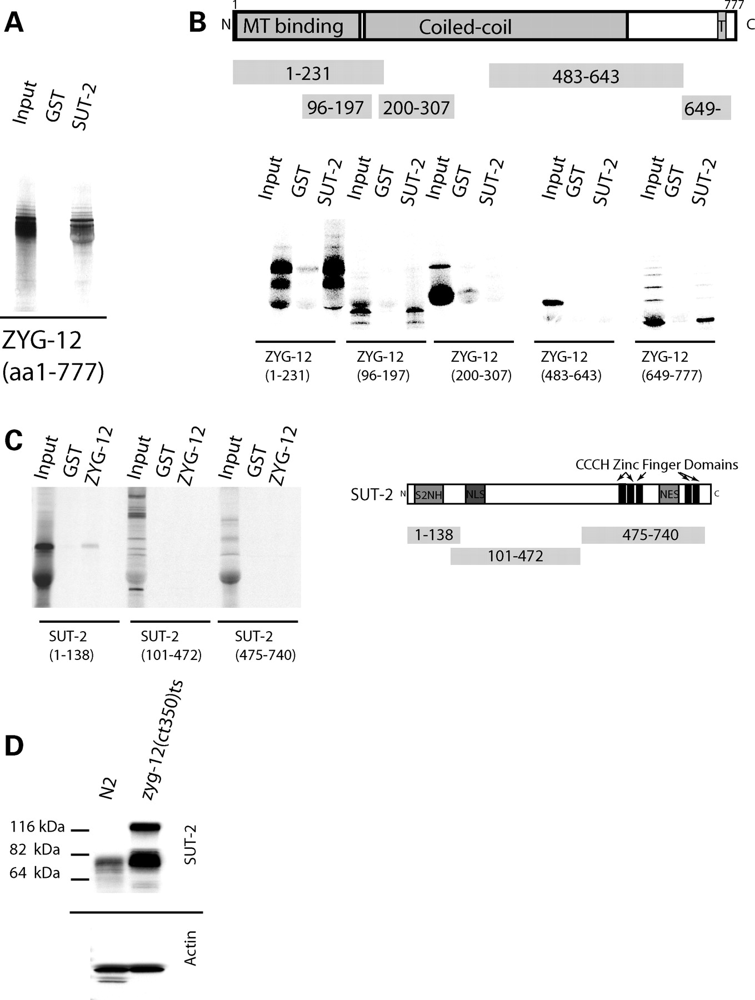 A
Input GST SUT-2
ZYG-12
(aa1-777)
B
1 777
N MT binding Coiled-coil T C
1-231 483-643
96-197 200-307 649-
Input GST SUT-2 Input GST SUT-2 Input GST SUT-2 Input GST SUT-2 Input GST SUT-2
ZYG-12 ZYG-12 ZYG-12 ZYG-12 ZYG-12
(1-231) (96-197) (200-307) (483-643) (649-777)
C
Input GST ZYG-12 Input GST ZYG-12 Input GST ZYG-12
SUT-2 SUT-2 SUT-2
(1-138) (101-472) (475-740)
CCCH Zinc Finger Domains
SUT-2 N S2NH NLS NES C
1-138 475-740
101-472
D
N2 zyg-12(ct350)ts
116 kDa
82 kDa
64 kDa
SUT-2
Actin